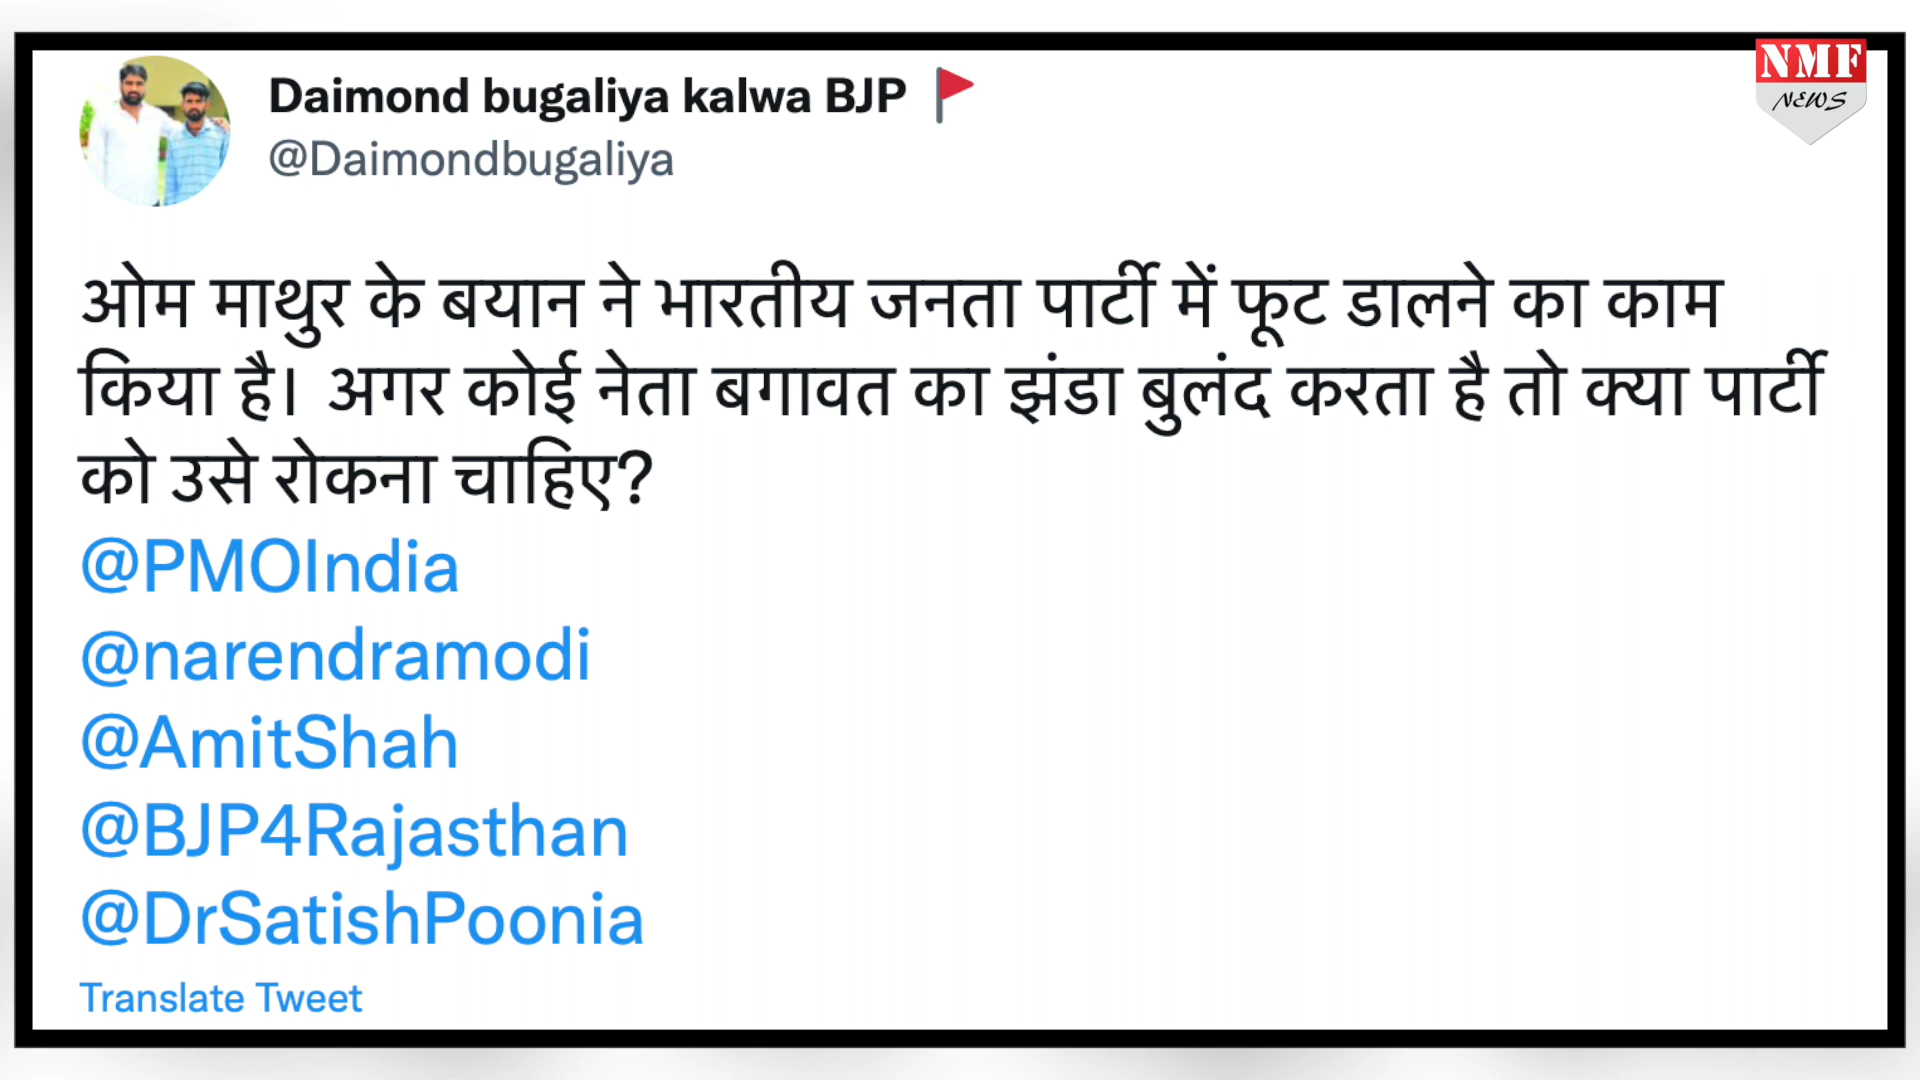 NMF
NEWS
Daimond bugaliya kalwa BJP 🚩
@Daimondbugaliya
ओम माथुर के बयान ने भारतीय जनता पार्टी में फूट डालने का काम
किया है। अगर कोई नेता बगावत का झंडा बुलंद करता है तो क्या पार्टी
को उसे रोकना चाहिए?
@PMOIndia
@narendramodi
@AmitShah
@BJP4Rajasthan
@DrSatishPoonia
Translate Tweet